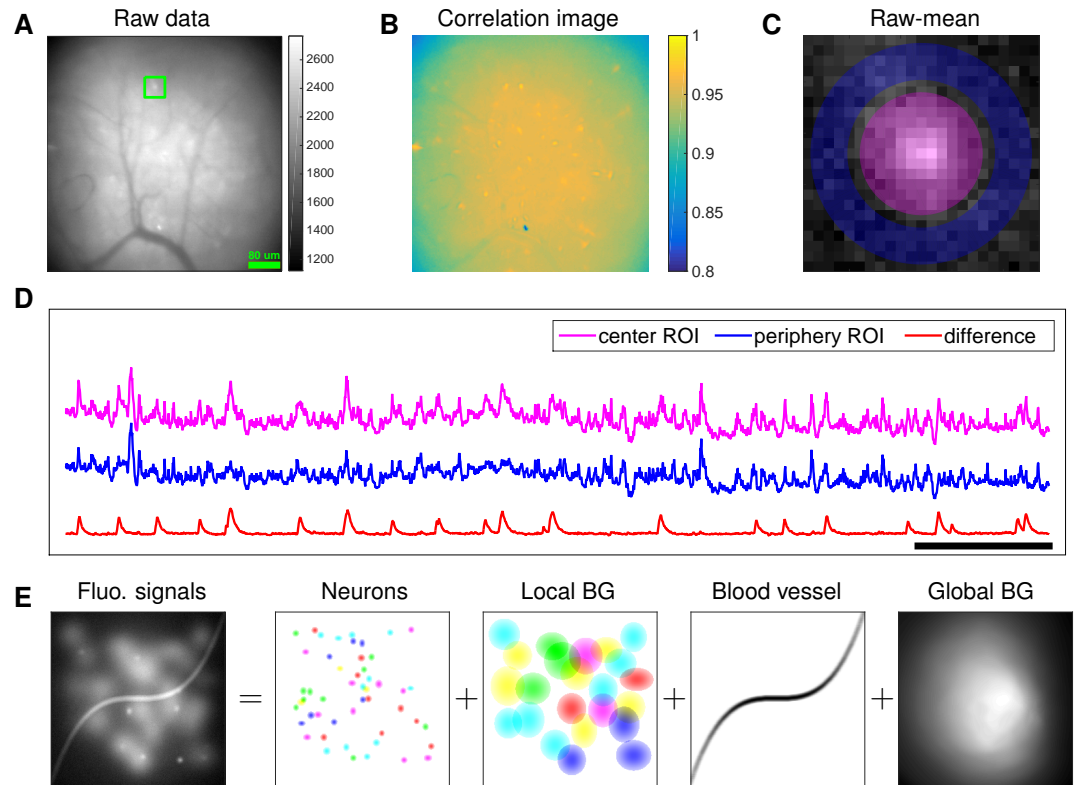 A
Raw data
2600
2400
2200
2000
1800
1600
1400
1200
60 um
B
Correlation image
1
0.95
0.9
0.85
0.8
C
Raw-mean
D
center ROI
periphery ROI
difference
E
Fluo. signals
Neurons
Local BG
Blood vessel
Global BG
=
+
+
+